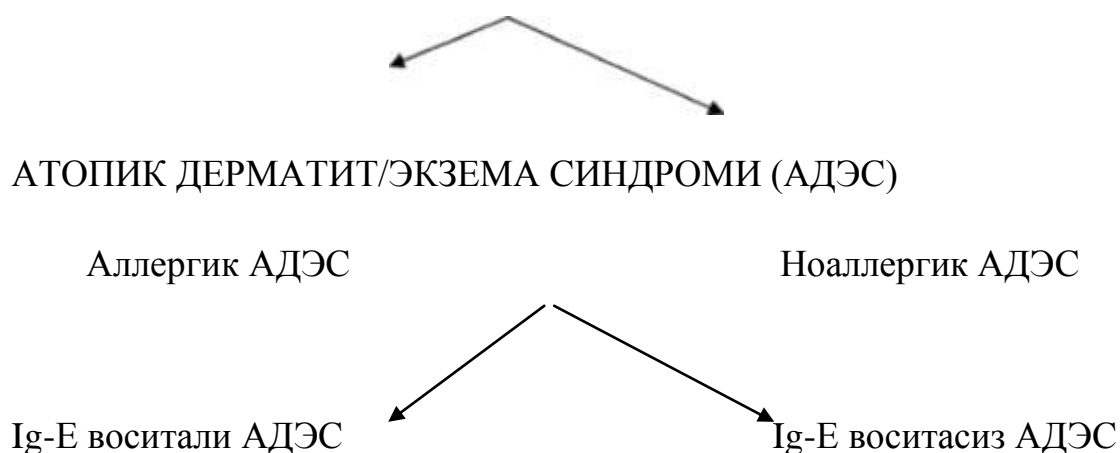 АТОПИК ДЕРМАТИТ/ЭКЗЕМА СИНДРОМИ (АДЭС)
Аллергик АДЭС Ноаллергик АДЭС
Ig-E воситали АДЭС Ig-E воситасиз АДЭС